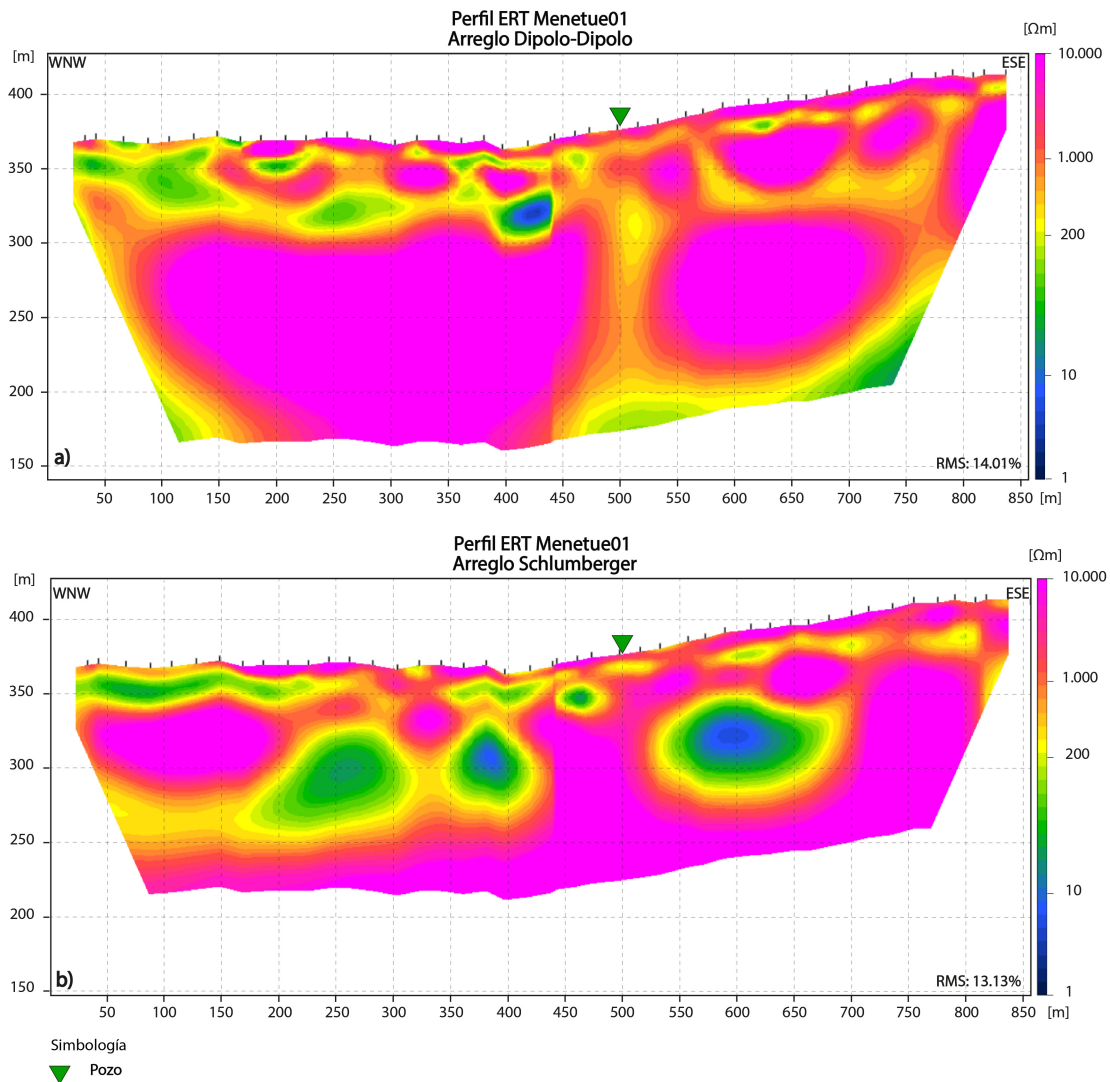 Perfil ERT Menetue01
Arreglo Dipolo-Dipolo
[Ωm]
[m]
WNW
ESE
10.000
400
350
1.000
300
200
250
200
10
150
a)
RMS: 14.01%
1
50 100 150 200 250 300 350 400 450 500 550 600 650 700 750 800 850
[m]
Perfil ERT Menetue01
Arreglo Schlumberger
[Ωm]
[m]
WNW
ESE
10.000
400
350
1.000
300
200
250
200
10
150
b)
RMS: 13.13%
1
50 100 150 200 250 300 350 400 450 500 550 600 650 700 750 800 850
[m]
Simbología
Pozo